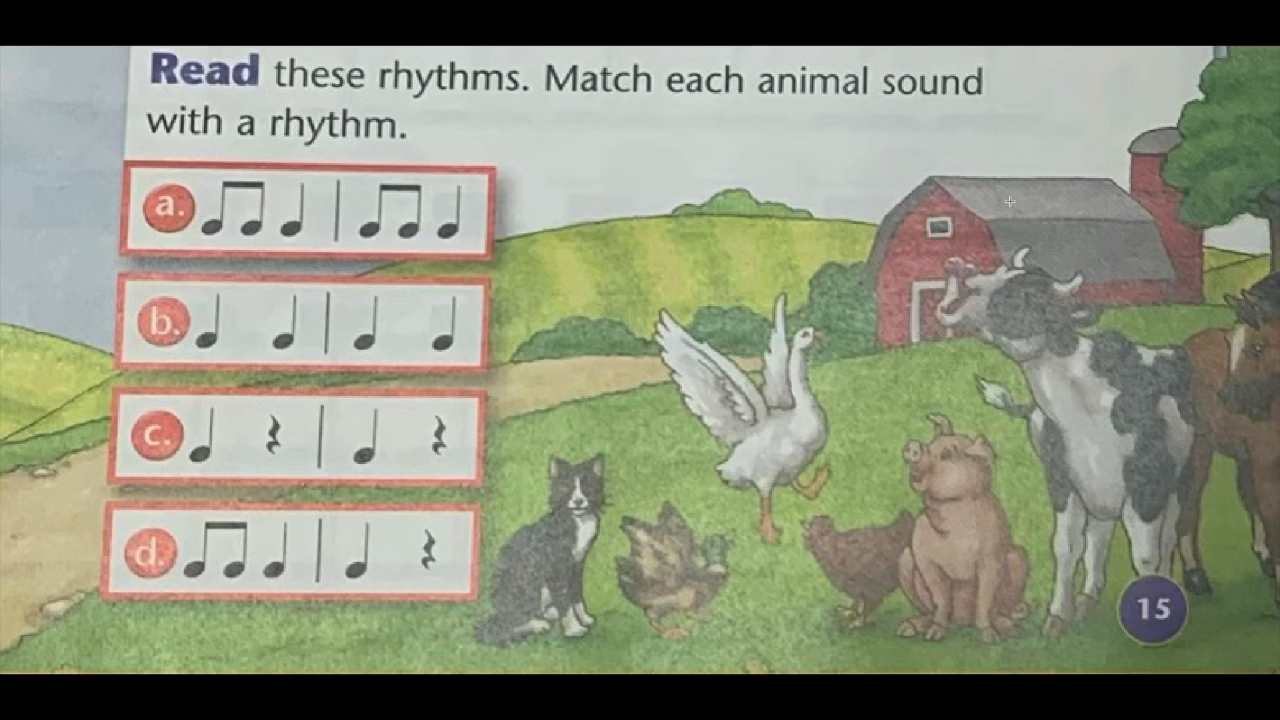 Read these rhythms. Match each animal sound
with a rhythm.
a.
b.
c.
d.
15